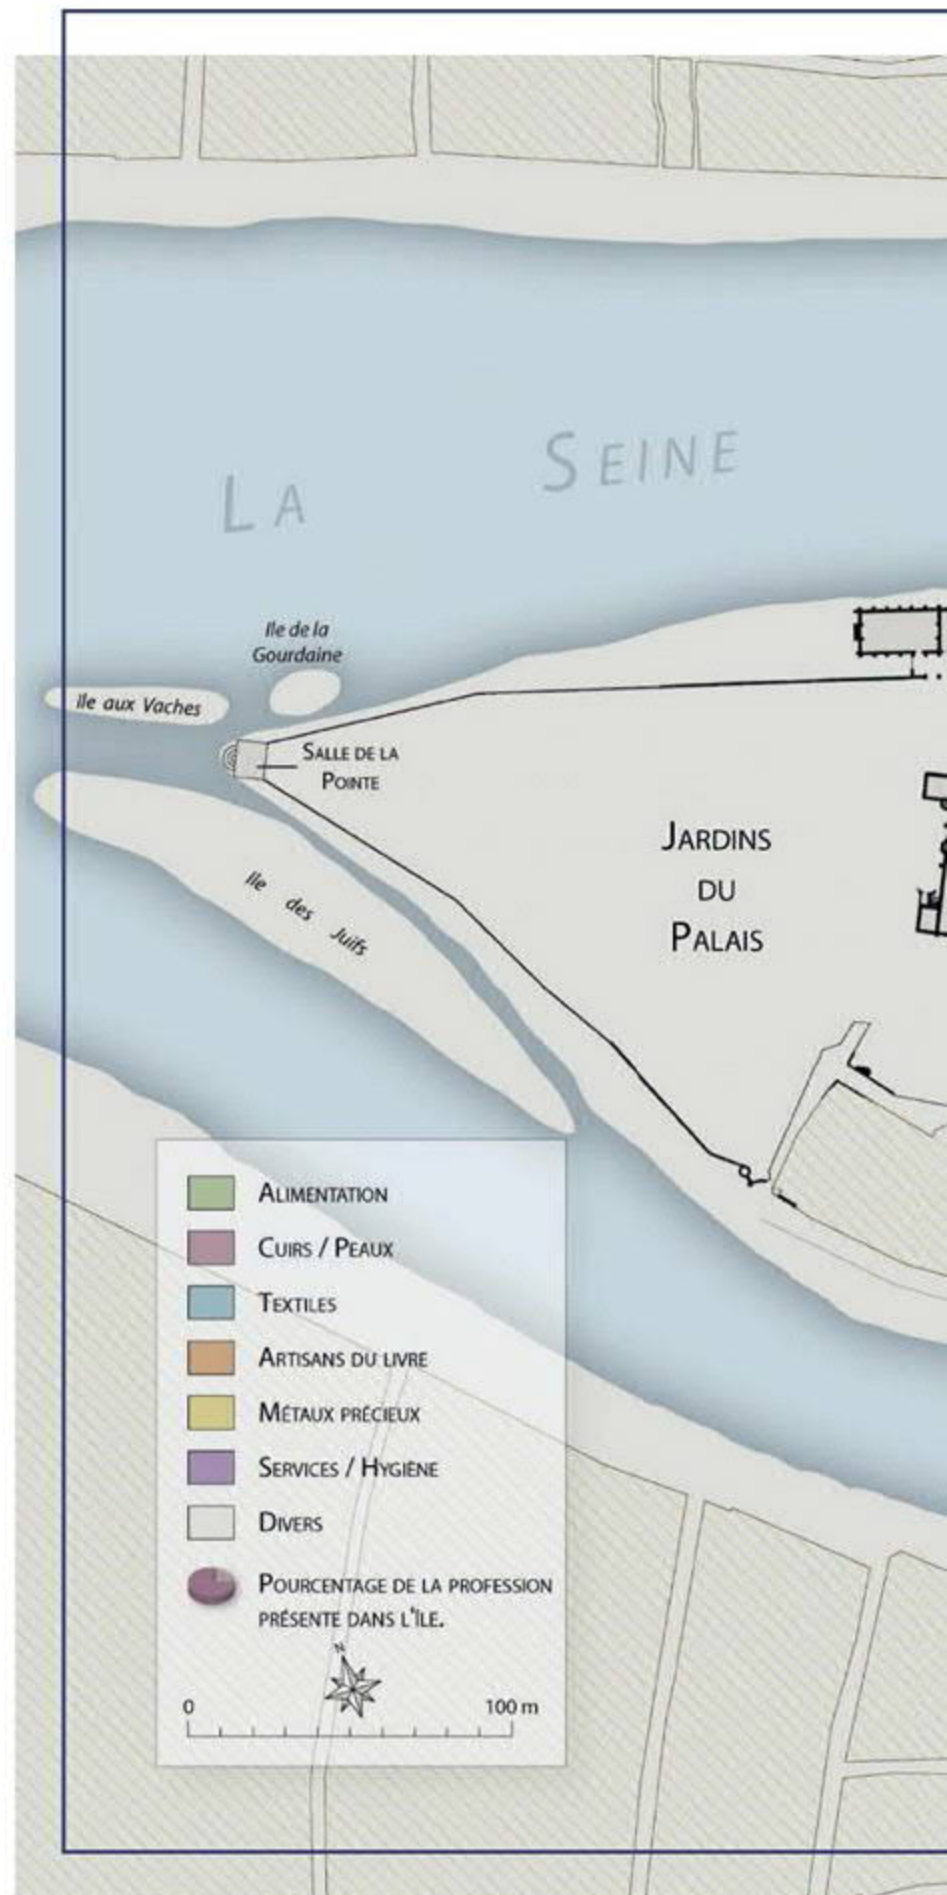 La Seine
Ile de la
Gourdaine
Ile aux Vaches
Salle de la
Pointe
Jardins
du
Palais
Ile des Juifs
Alimentation
Cuirs / Peaux
Textiles
Artisans du livre
Métaux précieux
Services / Hygiène
Divers
Pourcentage de la profession
présente dans l'île.
N
0 100 m